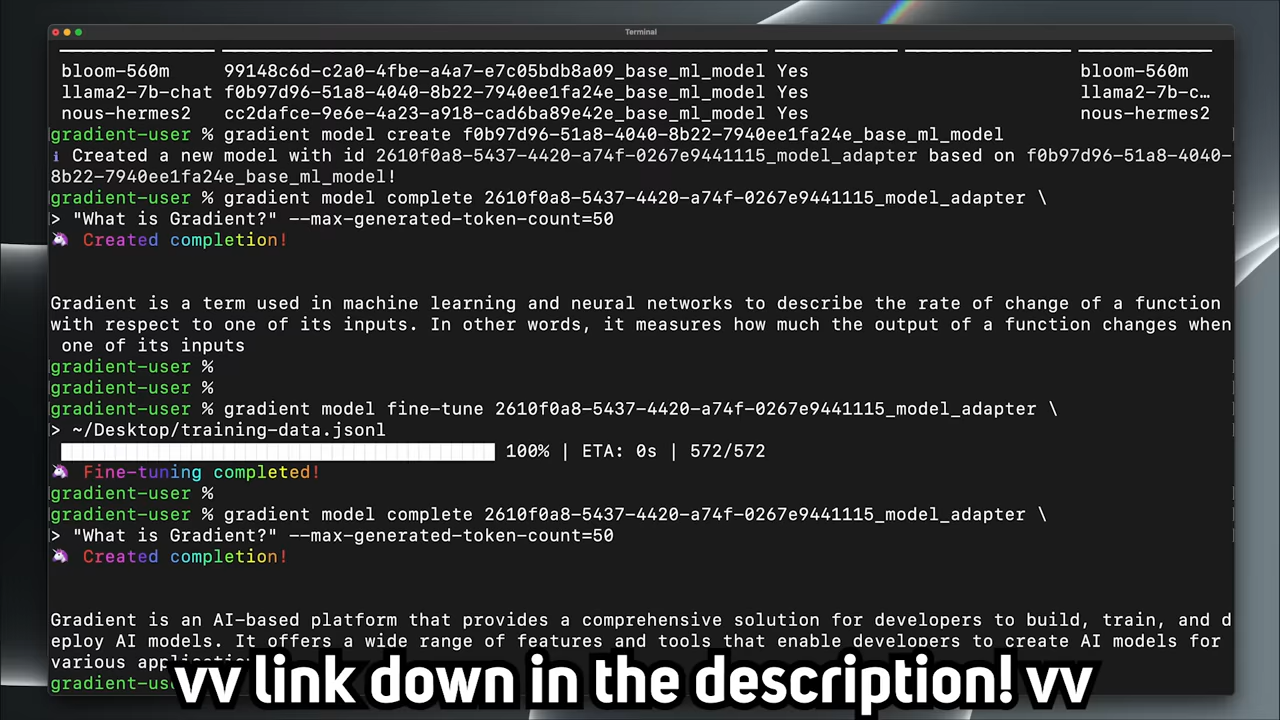 Terminal
bloom-560m 99148c6d-c2a0-4fbe-a4a7-e7c05bdb8a09_base_ml_model Yes bloom-560m
llama2-7b-chat f0b97d96-51a8-4040-8b22-7940ee1fa24e_base_ml_model Yes llama2-7b-c…
nous-hermes2 cc2dafce-9e6e-4a23-a918-cad6ba89e42e_base_ml_model Yes nous-hermes2
gradient-user % gradient model create f0b97d96-51a8-4040-8b22-7940ee1fa24e_base_ml_model
i Created a new model with id 2610f0a8-5437-4420-a74f-0267e9441115_model_adapter based on f0b97d96-51a8-4040-
8b22-7940ee1fa24e_base_ml_model!
gradient-user % gradient model complete 2610f0a8-5437-4420-a74f-0267e9441115_model_adapter \
> "What is Gradient?" --max-generated-token-count=50
🦄 Created completion!
Gradient is a term used in machine learning and neural networks to describe the rate of change of a function
with respect to one of its inputs. In other words, it measures how much the output of a function changes when
one of its inputs
gradient-user %
gradient-user %
gradient-user % gradient model fine-tune 2610f0a8-5437-4420-a74f-0267e9441115_model_adapter \
> ~/Desktop/training-data.jsonl
100% | ETA: 0s | 572/572
🦄 Fine-tuning completed!
gradient-user %
gradient-user % gradient model complete 2610f0a8-5437-4420-a74f-0267e9441115_model_adapter \
> "What is Gradient?" --max-generated-token-count=50
🦄 Created completion!
Gradient is an AI-based platform that provides a comprehensive solution for developers to build, train, and d
eploy AI models. It offers a wide range of features and tools that enable developers to create AI models for
various
vv link down in the description! vv